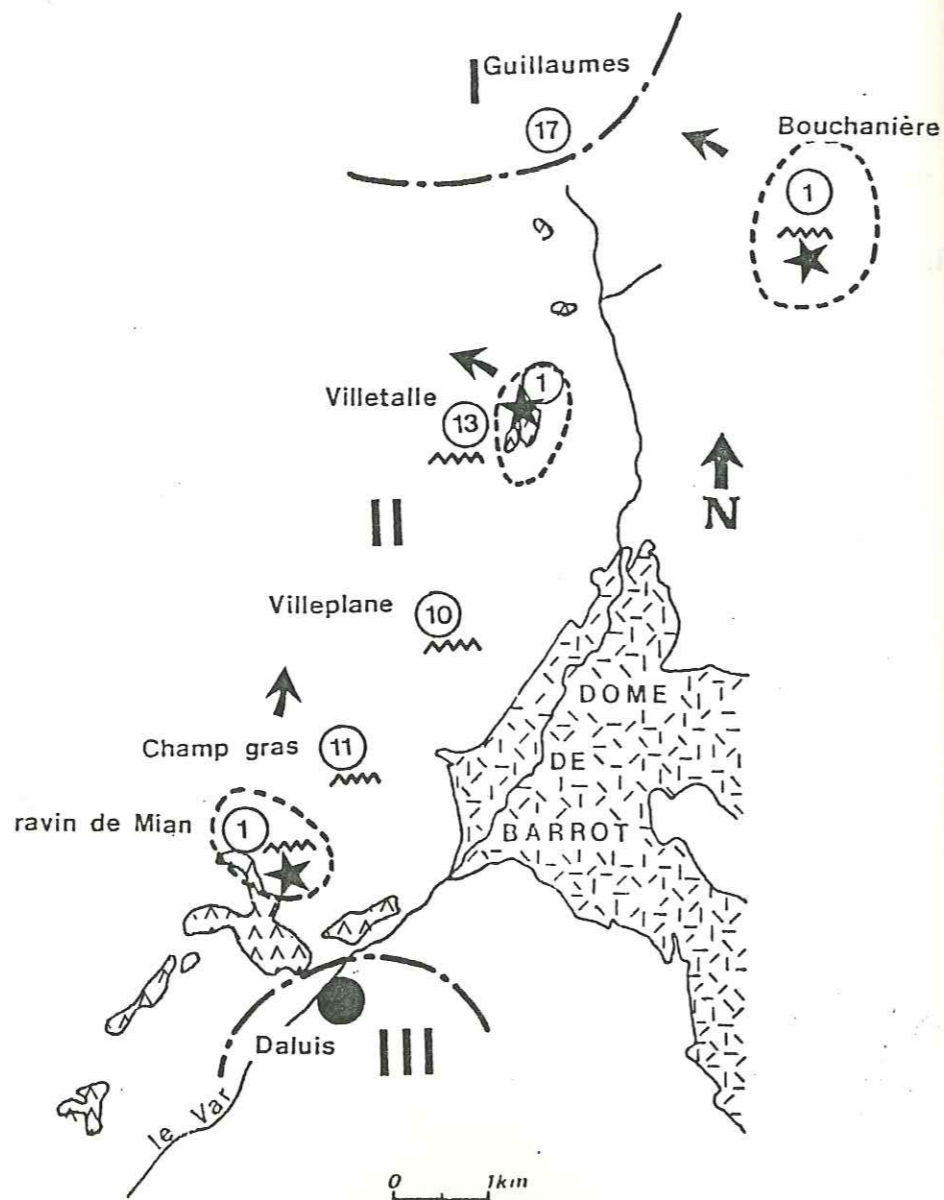 I Guillaumes
17
Bouchanière
1
1
Villetalle
13
N
II
Villeplane
10
DOME
DE
BARROT
Champ gras
11
ravin de Mian
1
Daluis
III
le Var
0 1km